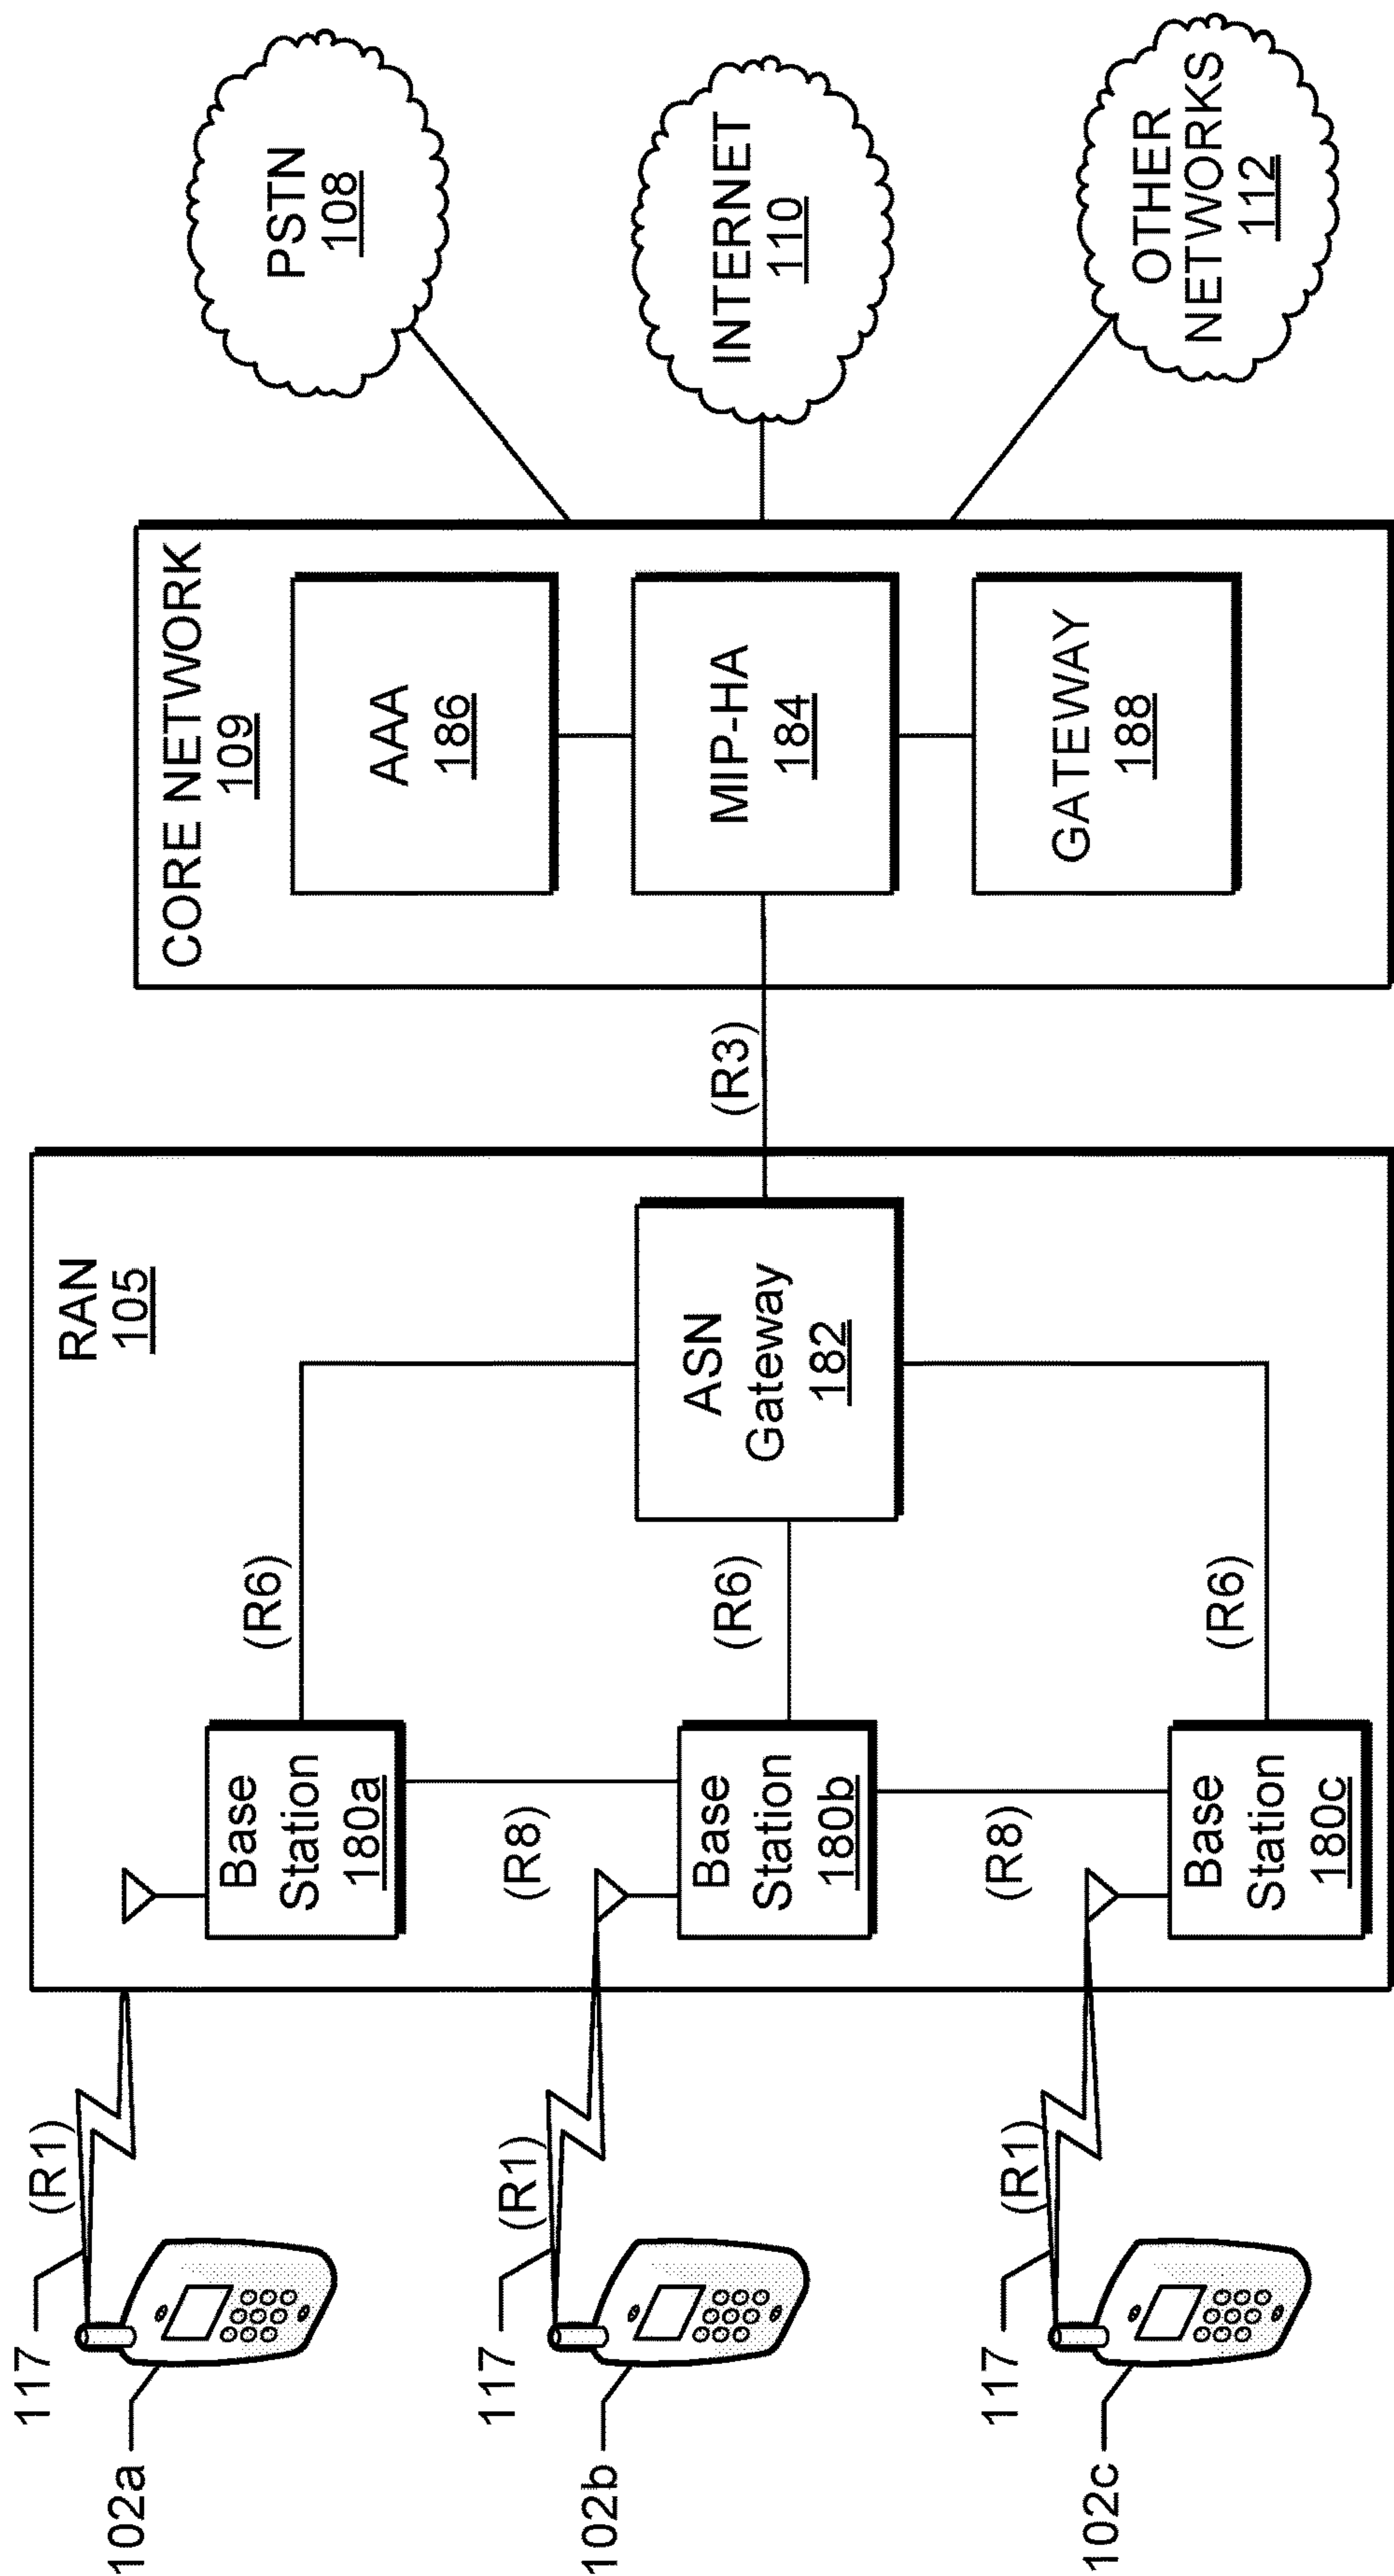 117
102a
(R1)
117
102b
(R1)
117
102c
(R1)
RAN
105
Base
Station
180a
(R8)
Base
Station
180b
(R8)
Base
Station
180c
(R6)
(R6)
(R6)
ASN
Gateway
182
(R3)
CORE NETWORK
109
AAA
186
MIP-HA
184
GATEWAY
188
PSTN
108
INTERNET
110
OTHER
NETWORKS
112